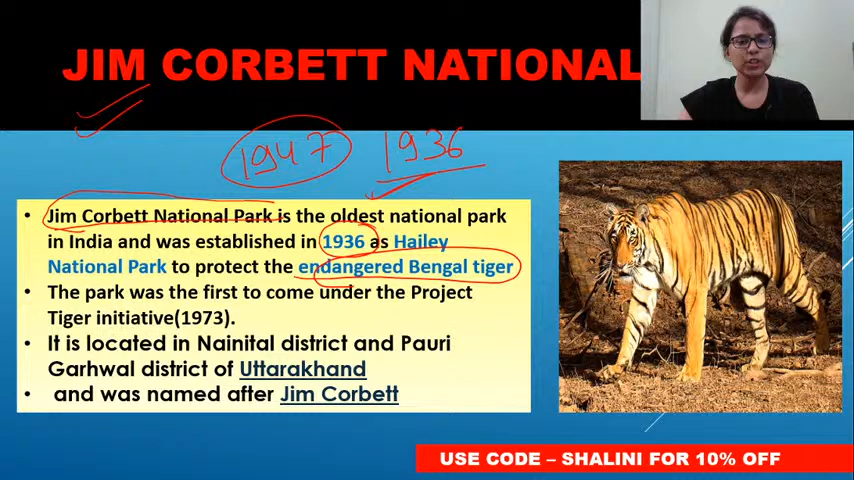 JIM CORBETT NATIONAL
1947 1936
• Jim Corbett National Park is the oldest national park
in India and was established in 1936 as Hailey
National Park to protect the endangered Bengal tiger
• The park was the first to come under the Project
Tiger initiative(1973).
• It is located in Nainital district and Pauri
Garhwal district of Uttarakhand
• and was named after Jim Corbett
USE CODE – SHALINI FOR 10% OFF